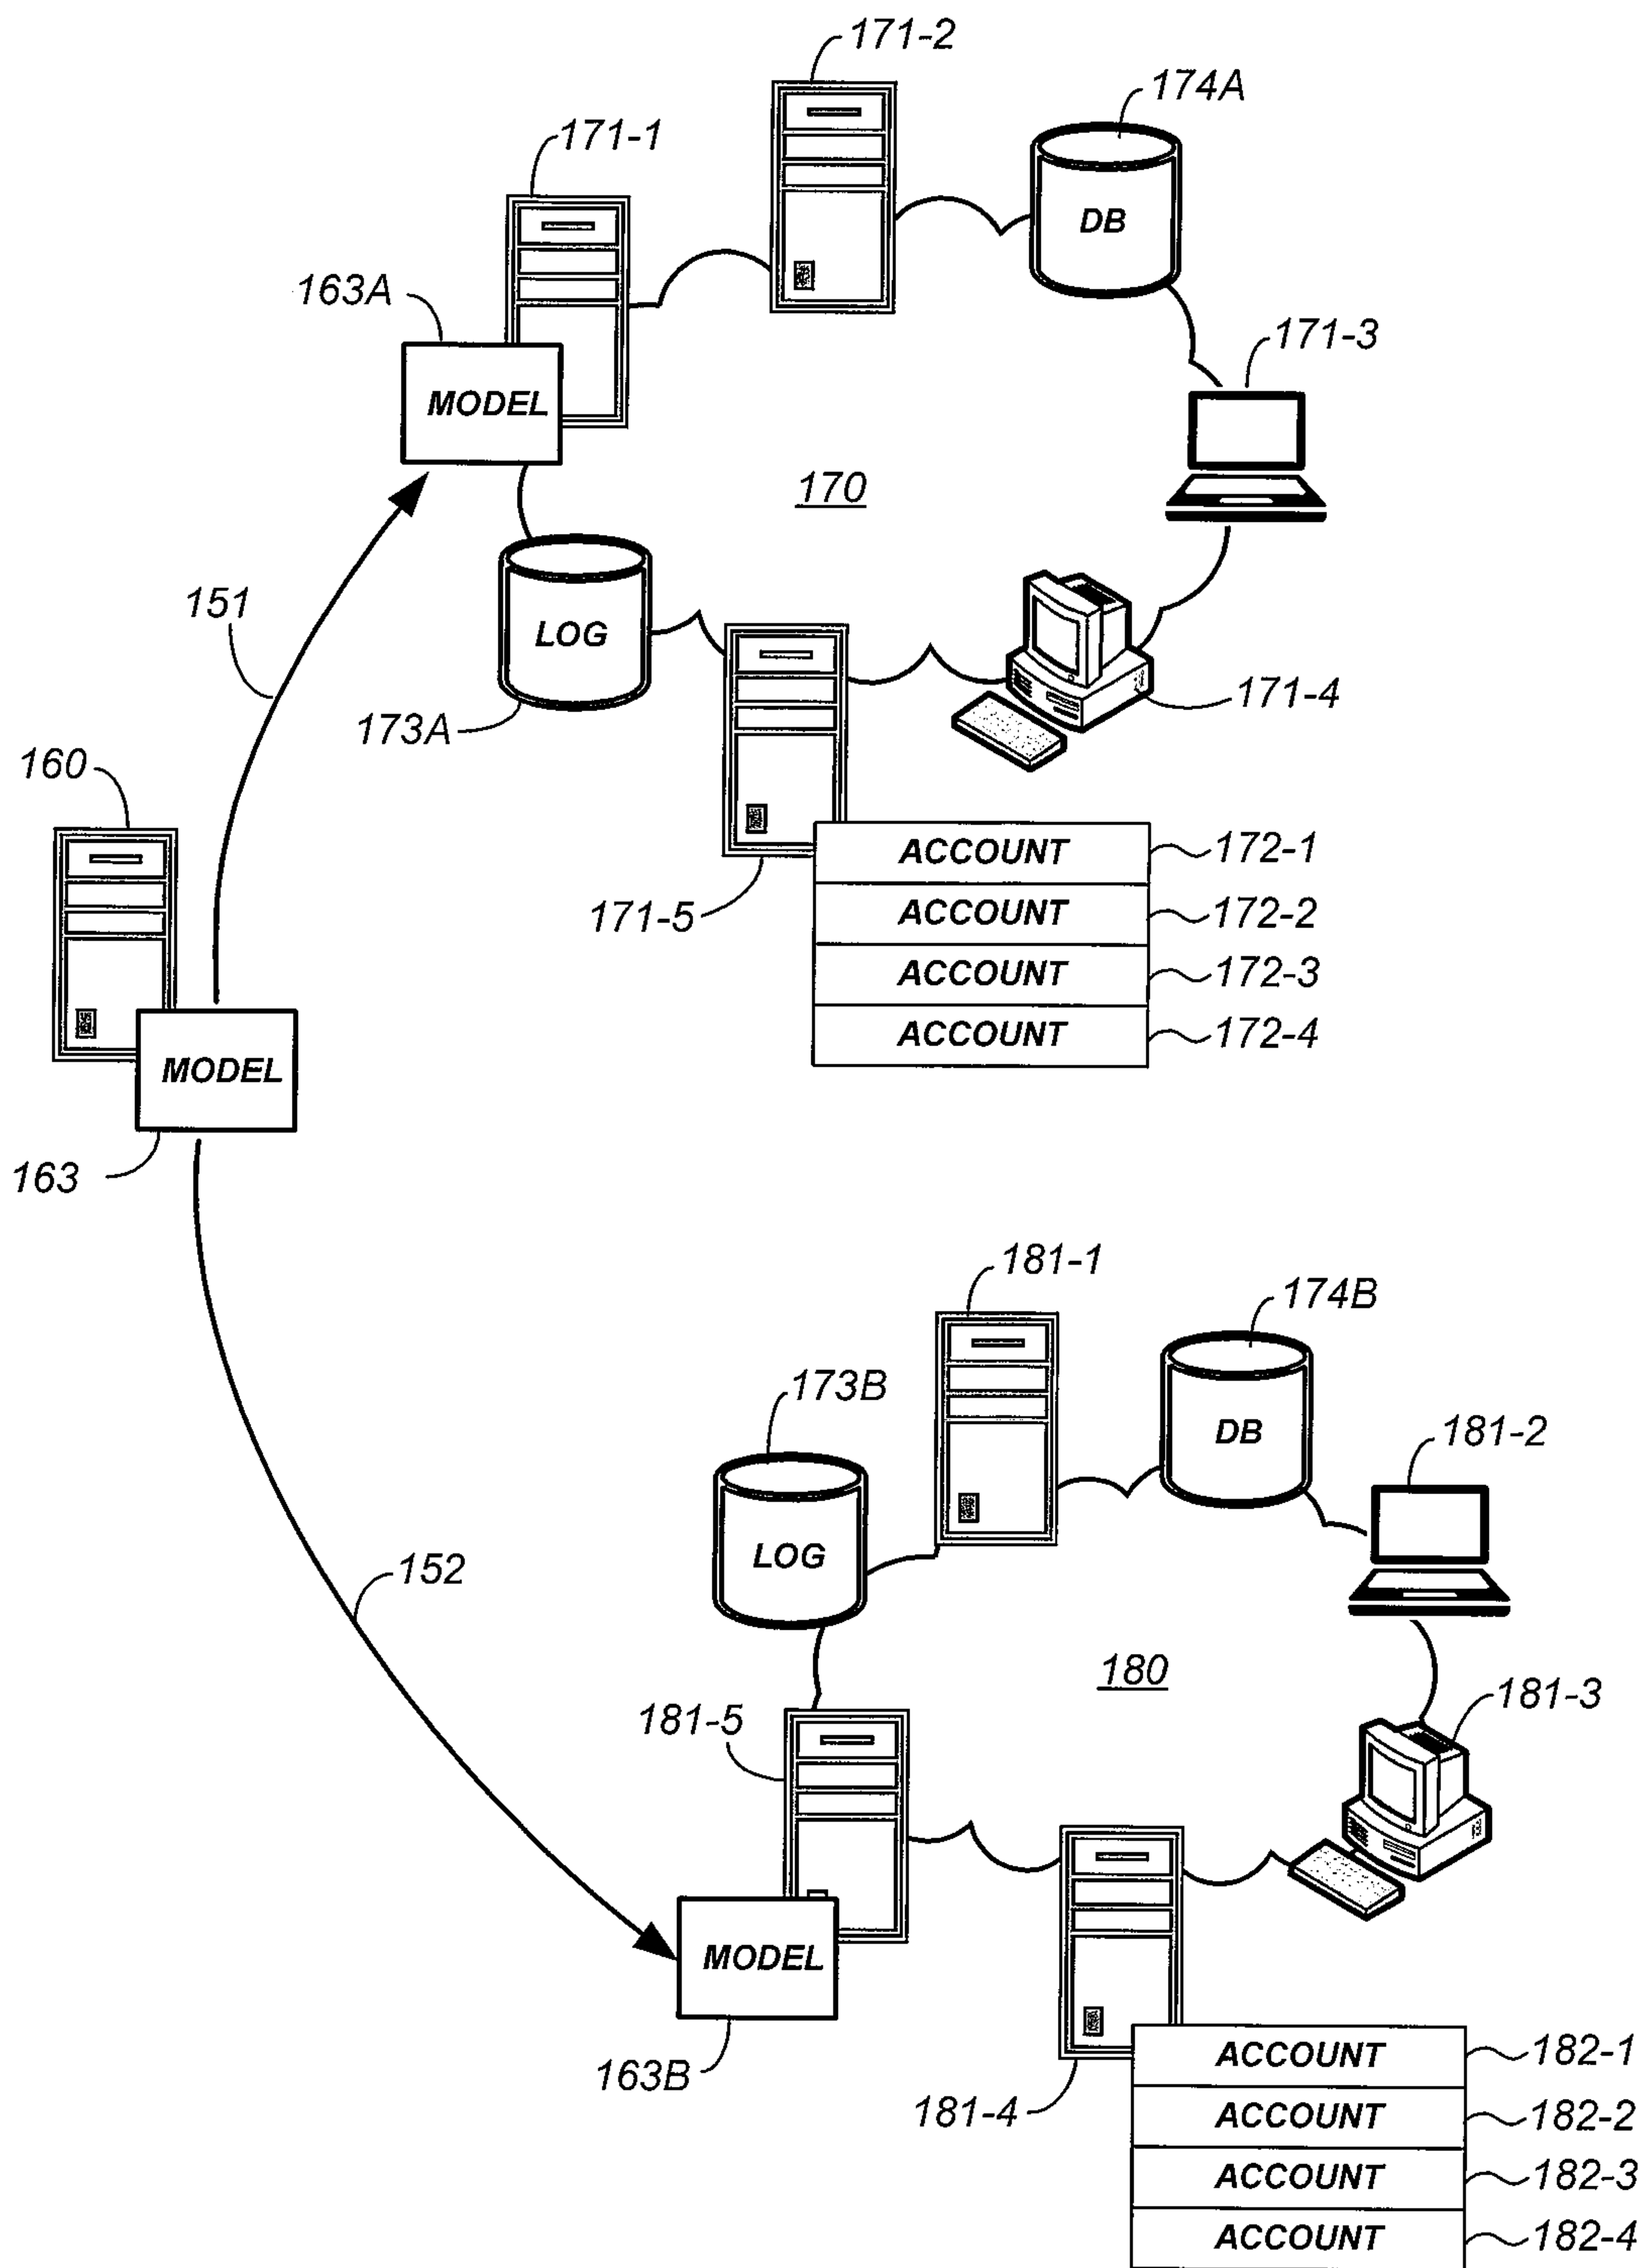 171-2
174A
171-1
DB
163A
171-3
MODEL
170
151
LOG
171-4
173A
160
ACCOUNT 172-1
171-5
ACCOUNT 172-2
ACCOUNT 172-3
ACCOUNT 172-4
MODEL
163
181-1
174B
173B
DB
181-2
LOG
152
180
181-3
181-5
MODEL
163B
ACCOUNT 182-1
181-4
ACCOUNT 182-2
ACCOUNT 182-3
ACCOUNT 182-4